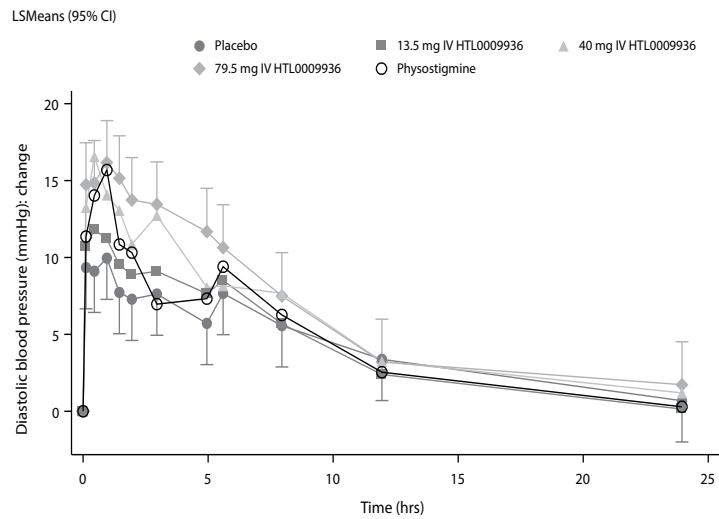 LSMeans (95% CI)
Placebo
13.5 mg IV HTL0009936
40 mg IV HTL0009936
79.5 mg IV HTL0009936
Physostigmine
Diastolic blood pressure (mmHg): change
20
15
10
5
0
0
5
10
15
20
25
Time (hrs)